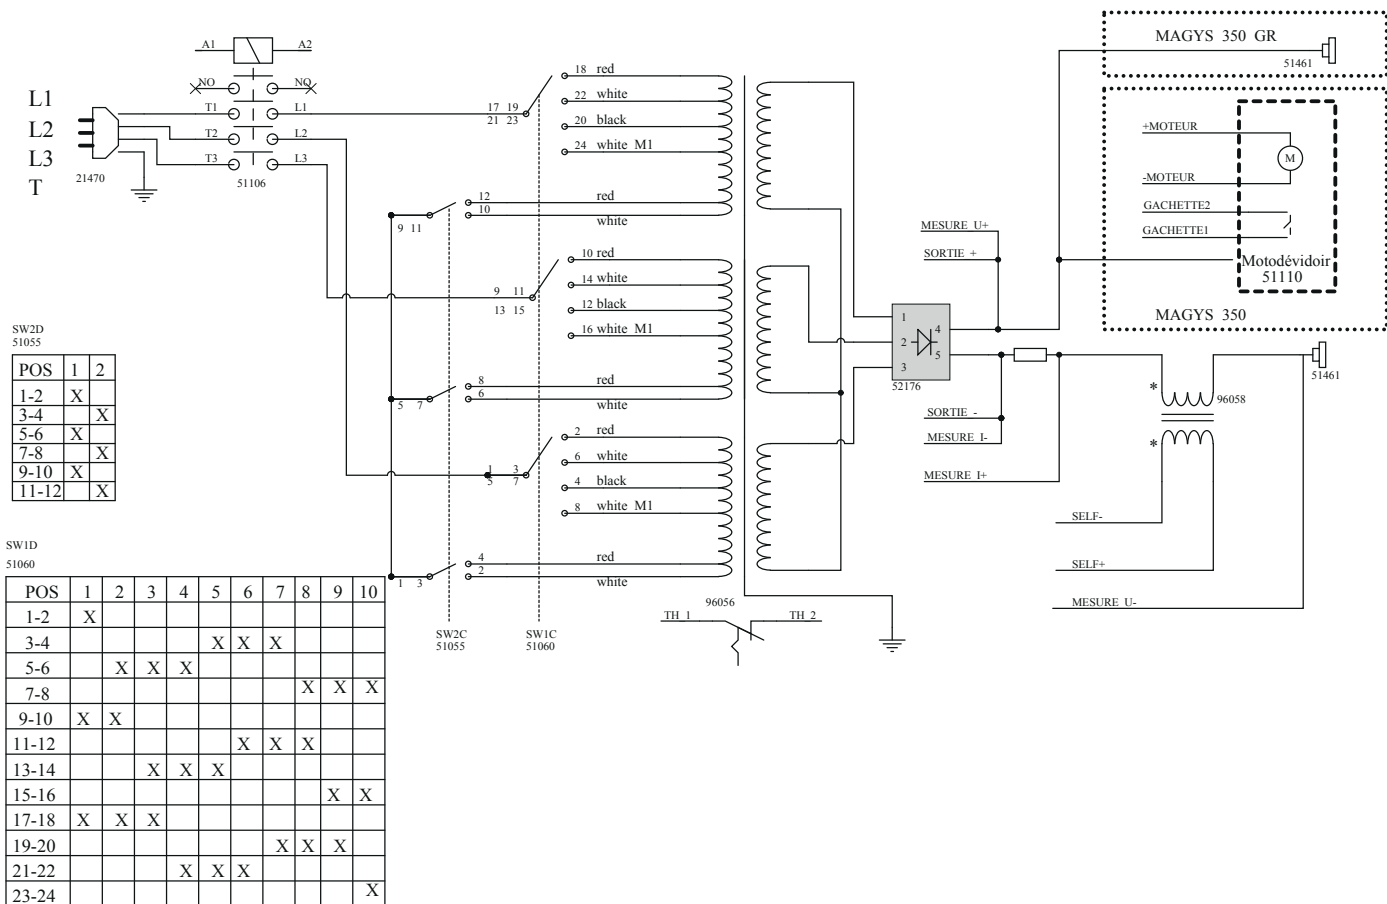 A1 A2
NO NO
L1
L2
L3
T
21470
T1 L1
T2 L2
T3 L3
51106
17 19
21 23
18 red
22 white
20 black
24 white M1
12 red
10 white
9 11
9 11
13 15
10 red
14 white
12 black
16 white M1
8 red
6 white
5 7
1 3
5 7
2 red
6 white
4 black
8 white M1
4 red
2 white
1 3
SW2C
51055
SW1C
51060
96056
TH 1 TH 2
MAGYS 350 GR
51461
+MOTEUR
M
-MOTEUR
GACHETTE2
GACHETTE1
Motodévidoir
51110
MAGYS 350
MESURE U+
SORTIE +
1
2
3
4
5
52176
SORTIE -
MESURE I-
MESURE I+
*
*
96058
51461
SELF-
SELF+
MESURE U-
SW2D
51055
POS 1 2
1-2 X
3-4 X
5-6 X
7-8 X
9-10 X
11-12 X
SW1D
51060
POS 1 2 3 4 5 6 7 8 9 10
1-2 X
3-4 X X X
5-6 X X X
7-8 X X X
9-10 X X
11-12 X X X
13-14 X X X
15-16 X X
17-18 X X X
19-20 X X X
21-22 X X X
23-24 X